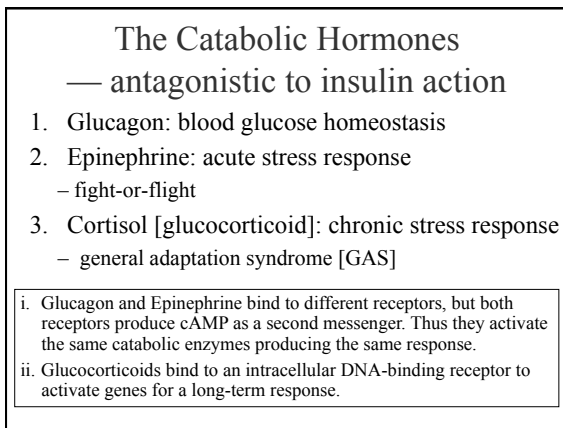 The Catabolic Hormones
— antagonistic to insulin action
1. Glucagon: blood glucose homeostasis
2. Epinephrine: acute stress response
– fight-or-flight
3. Cortisol [glucocorticoid]: chronic stress response
– general adaptation syndrome [GAS]
i. Glucagon and Epinephrine bind to different receptors, but both
receptors produce cAMP as a second messenger. Thus they activate
the same catabolic enzymes producing the same response.
ii. Glucocorticoids bind to an intracellular DNA-binding receptor to
activate genes for a long-term response.